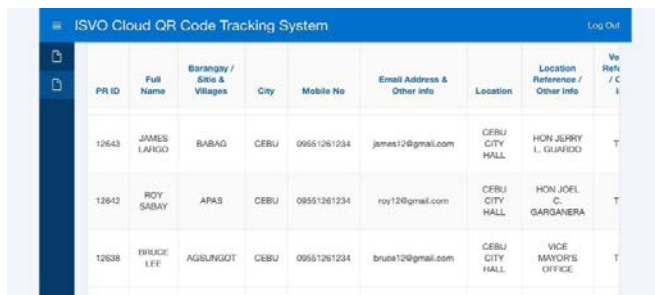 ISVO Cloud QR Code Tracking System
Log Out
PR ID
Full
Name
Barangay /
Sitio &
Villages
City
Mobile No
Email Address &
Other info
Location
Location
Reference /
Other Info
12643
JAMES
LARGO
BABAG
CEBU
09551261234
james12@gmail.com
CEBU
CITY
HALL
HON JERRY
L. GUARDO
T
12642
ROY
SABAY
APAS
CEBU
09551261234
roy12@gmail.com
CEBU
CITY
HALL
HON JOEL
C.
GARGANERA
T
12638
BRUCE
LEE
AGSUNGOT
CEBU
09551261234
bruce12@gmail.com
CEBU
CITY
HALL
VICE
MAYOR'S
OFFICE
T